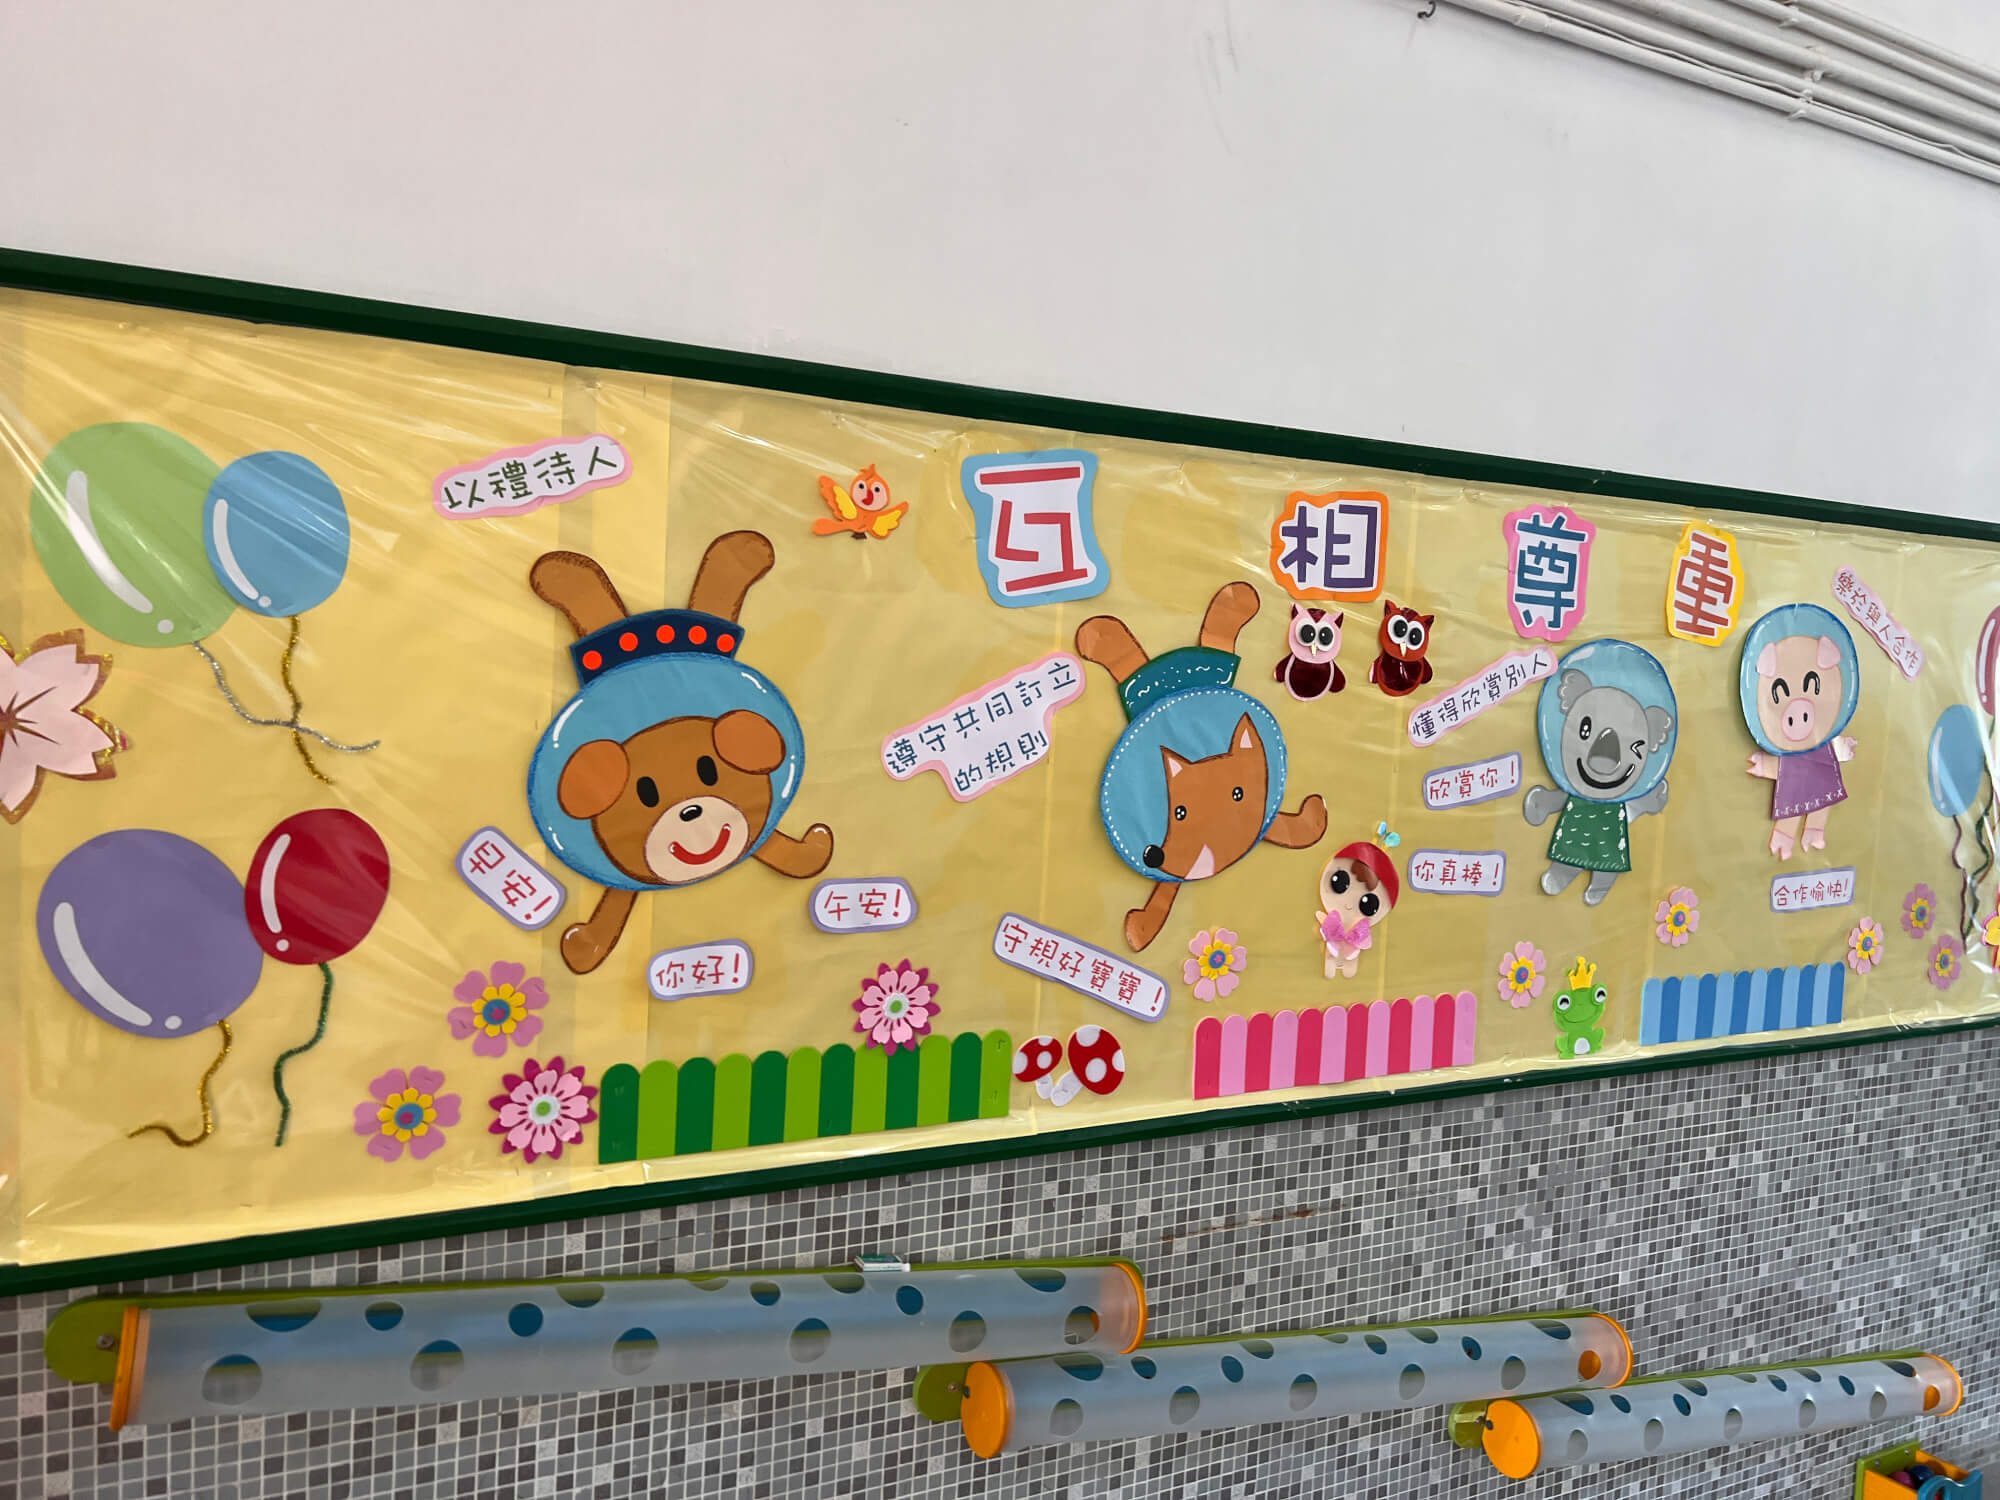 互相尊重
以禮待人
早安!
你好!
午安!
遵守共同訂立
的規則
守規好寶寶!
懂得欣賞別人
欣賞你!
你真棒!
樂於與人合作
合作愉快!